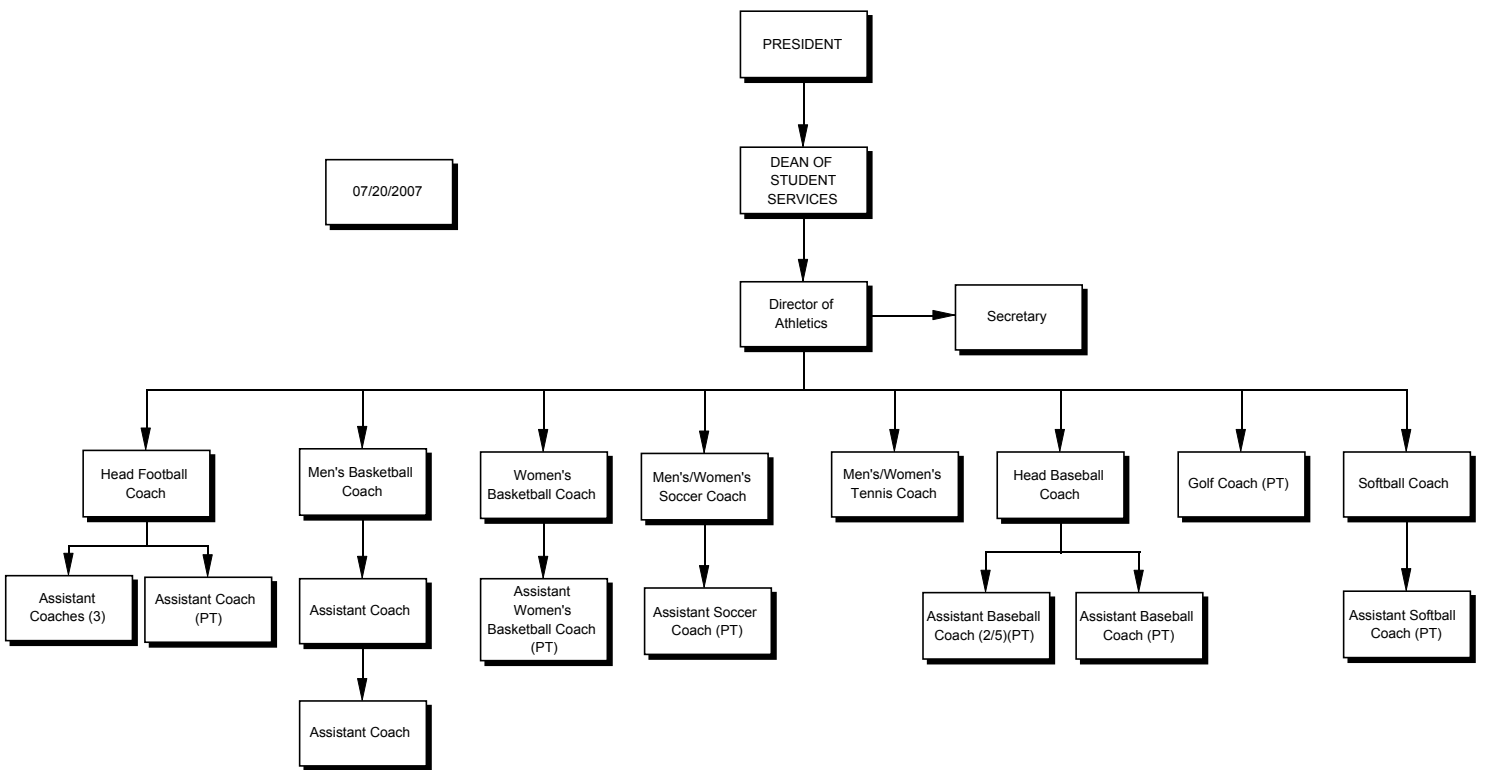 PRESIDENT
DEAN OF
STUDENT
SERVICES
07/20/2007
Director of
Athletics
Secretary
Head Football
Coach
Men's Basketball
Coach
Women's
Basketball Coach
Men's/Women's
Soccer Coach
Men's/Women's
Tennis Coach
Head Baseball
Coach
Golf Coach (PT)
Softball Coach
Assistant
Coaches (3)
Assistant Coach
(PT)
Assistant Coach
Assistant
Women's
Basketball Coach
(PT)
Assistant Soccer
Coach (PT)
Assistant Baseball
Coach (2/5)(PT)
Assistant Baseball
Coach (PT)
Assistant Softball
Coach (PT)
Assistant Coach